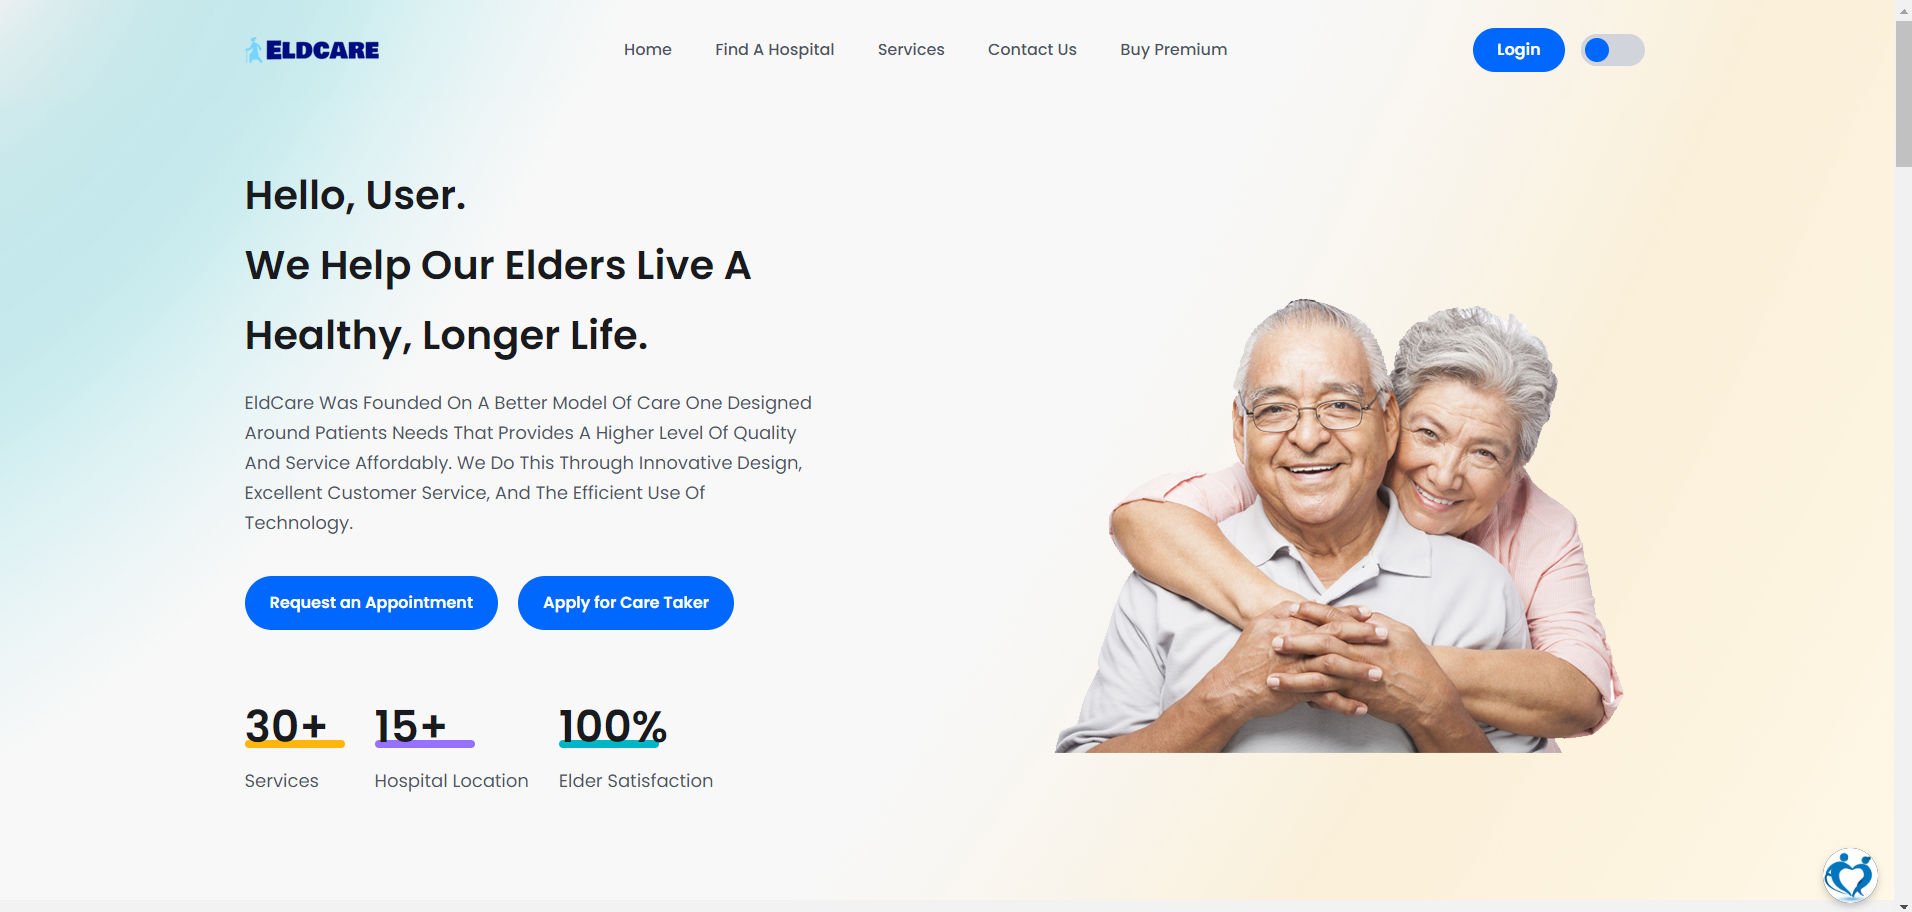 ELDCARE
Home
Find A Hospital
Services
Contact Us
Buy Premium
Login
Hello, User.
We Help Our Elders Live A
Healthy, Longer Life.
EldCare Was Founded On A Better Model Of Care One Designed
Around Patients Needs That Provides A Higher Level Of Quality
And Service Affordably. We Do This Through Innovative Design,
Excellent Customer Service, And The Efficient Use Of
Technology.
Request an Appointment
Apply for Care Taker
30+
Services
15+
Hospital Location
100%
Elder Satisfaction